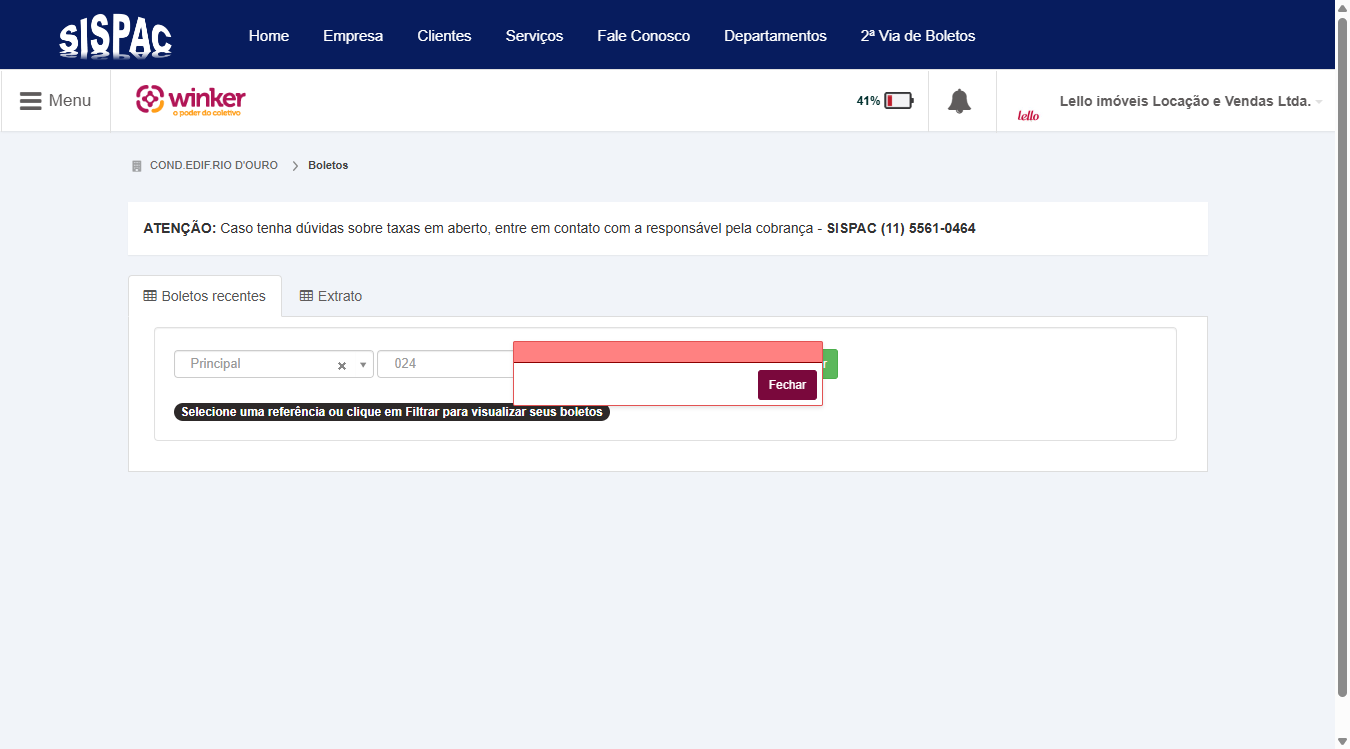 SISPAC
Home
Empresa
Clientes
Serviços
Fale Conosco
Departamentos
2ª Via de Boletos
Menu
winker
o poder do coletivo
41%
lello
Lello imóveis Locação e Vendas Ltda.
COND.EDIF.RIO D'OURO
Boletos
ATENÇÃO: Caso tenha dúvidas sobre taxas em aberto, entre em contato com a responsável pela cobrança - SISPAC (11) 5561-0464
Boletos recentes
Extrato
Principal
024
Fechar
Selecione uma referência ou clique em Filtrar para visualizar seus boletos